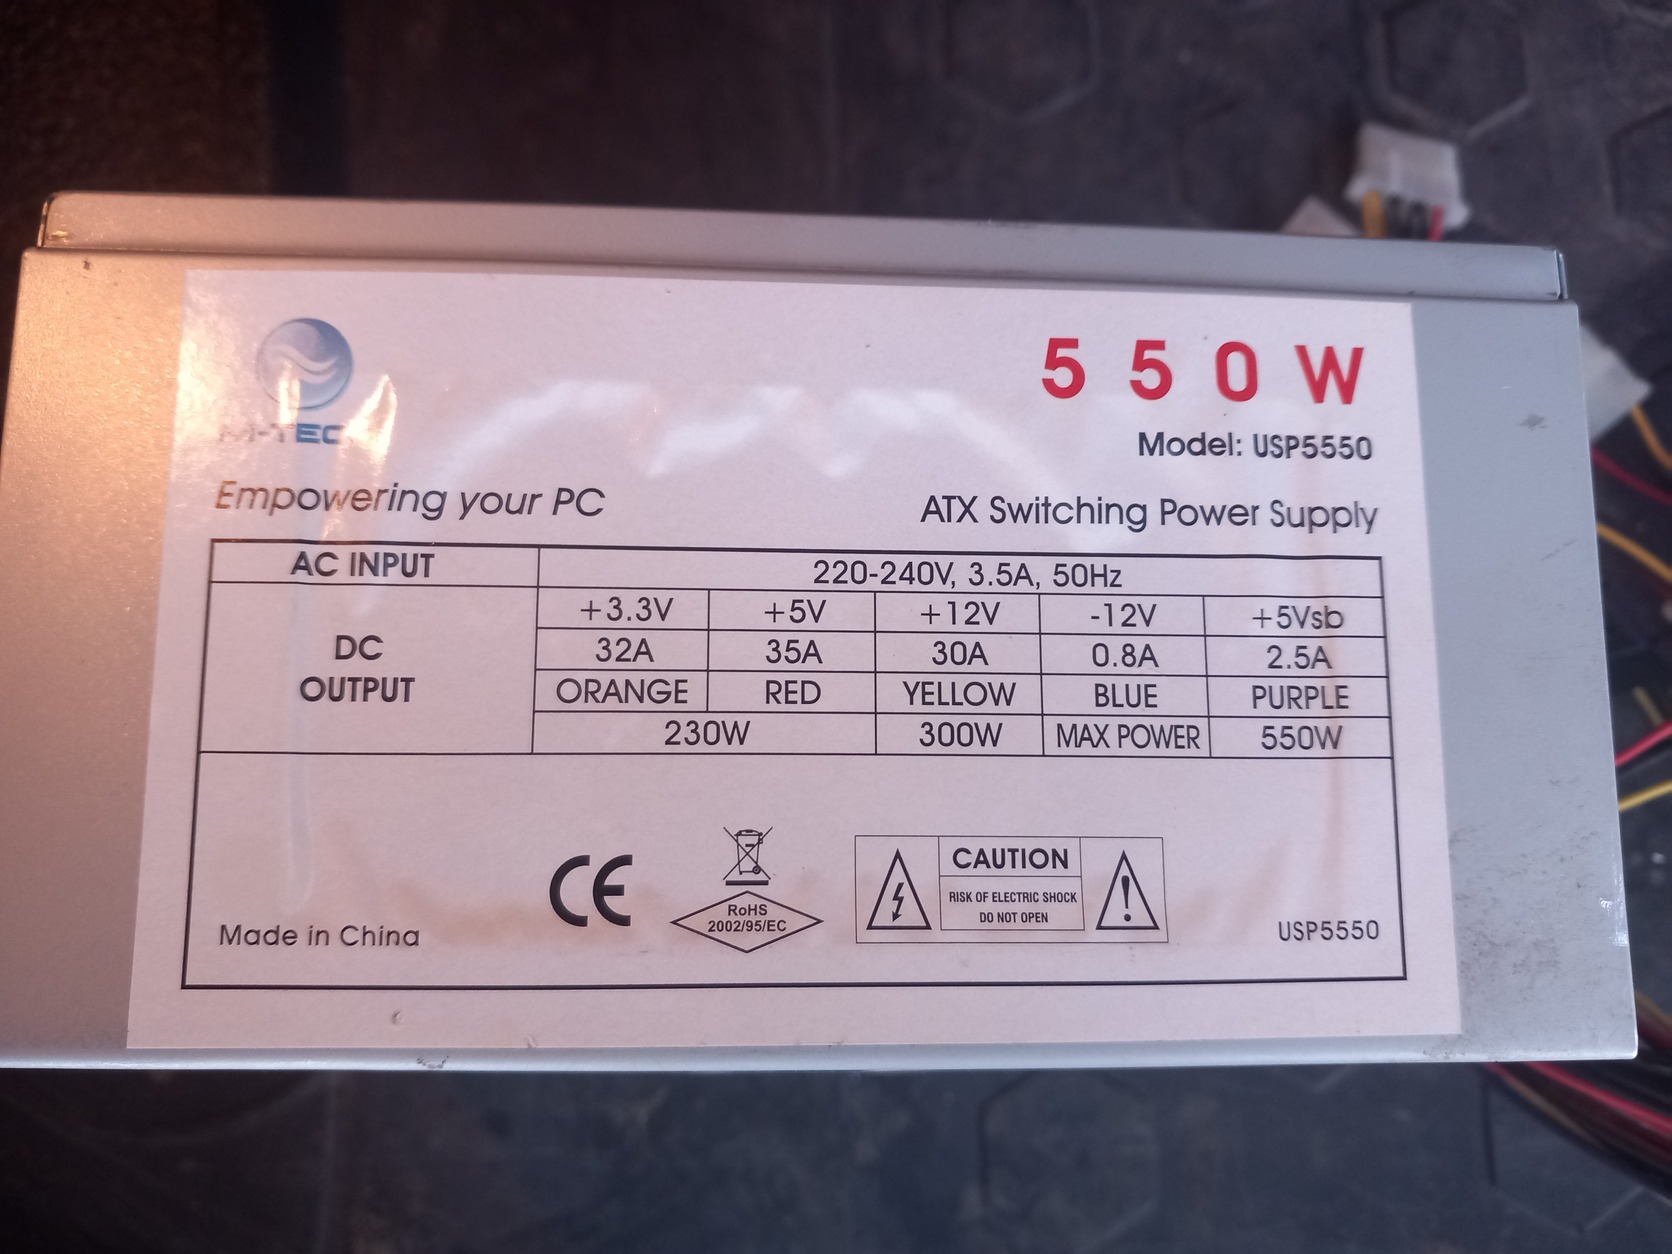 M-TEC
550W
Model: USP5550
Empowering your PC
ATX Switching Power Supply
AC INPUT 220-240V, 3.5A, 50Hz
DC OUTPUT
+3.3V +5V +12V -12V +5Vsb
32A 35A 30A 0.8A 2.5A
ORANGE RED YELLOW BLUE PURPLE
230W 300W MAX POWER 550W
CE
RoHS
2002/95/EC
CAUTION
RISK OF ELECTRIC SHOCK
DO NOT OPEN
Made in China
USP5550